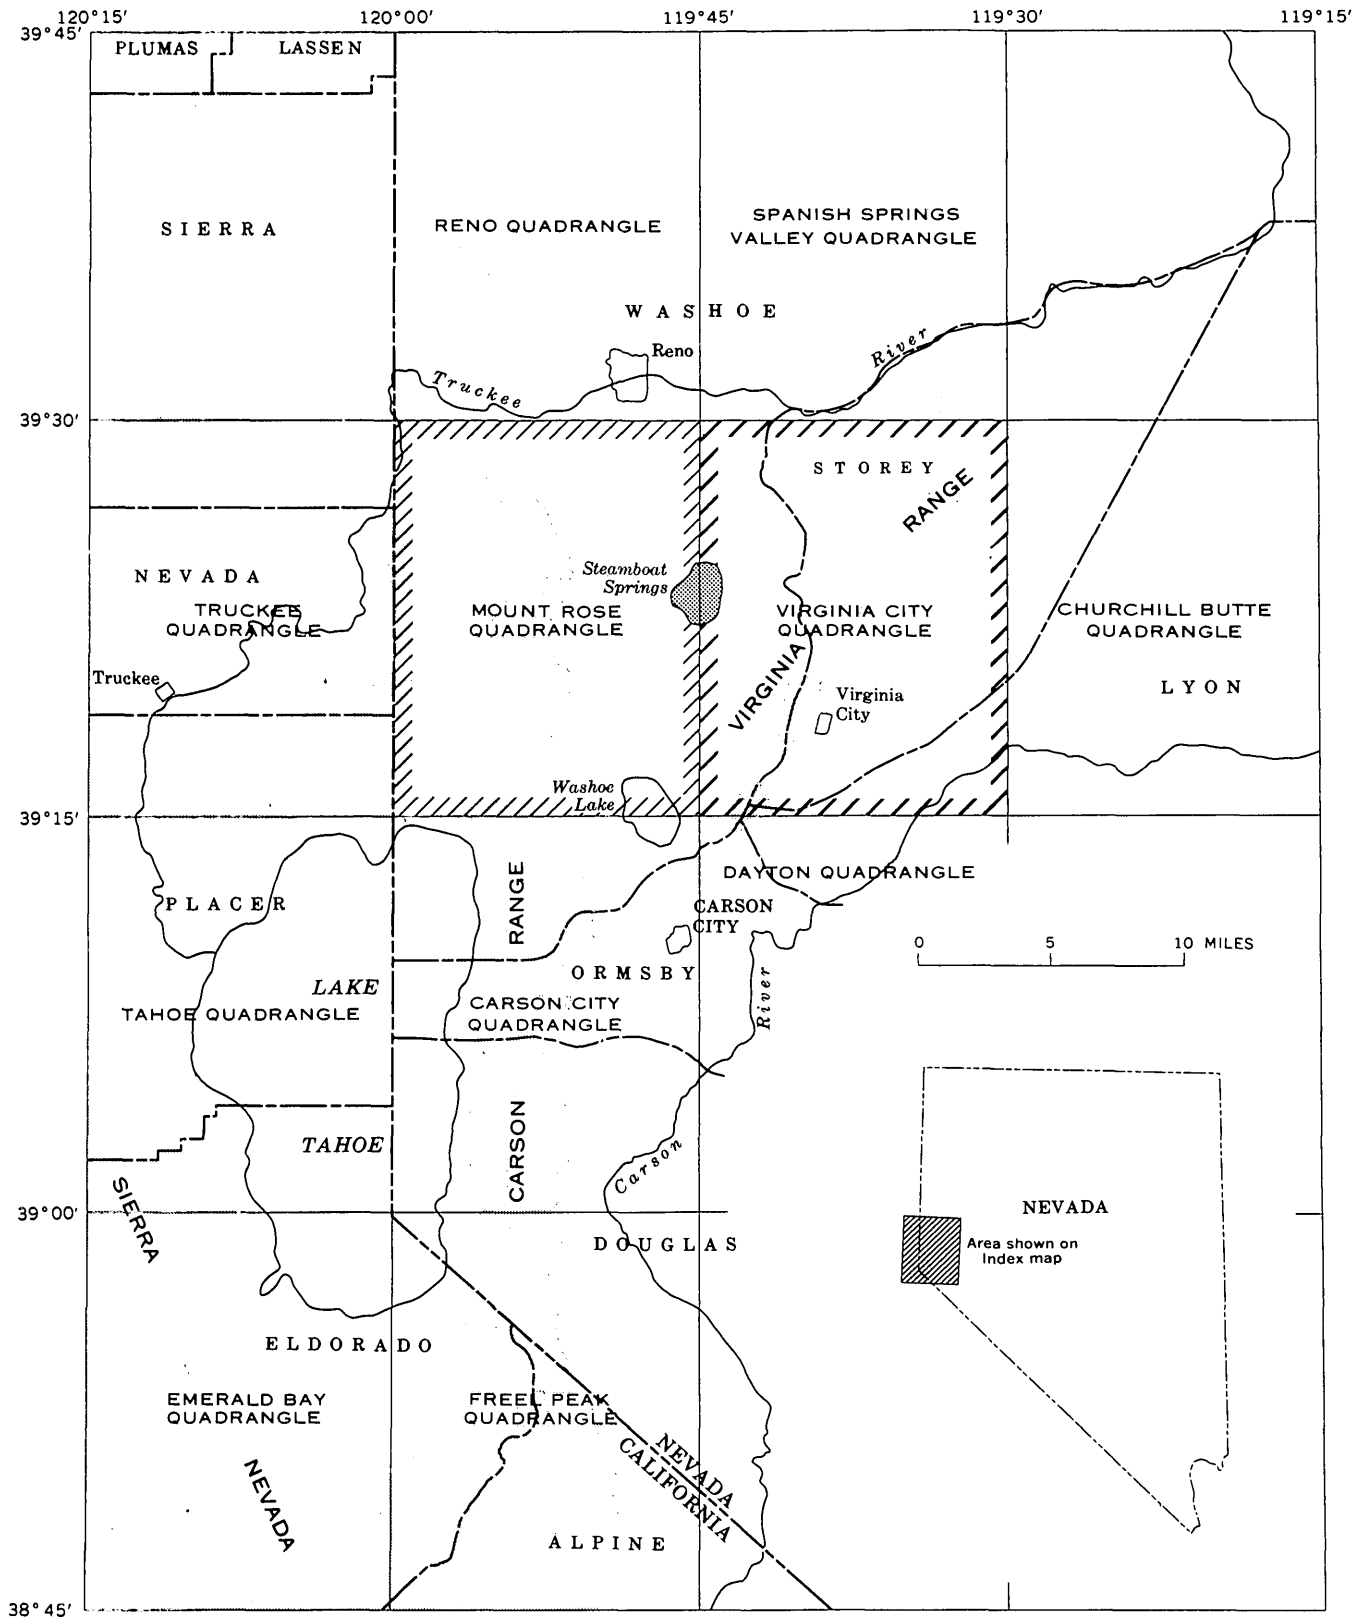 120°15′ 120°00′ 119°45′ 119°30′ 119°15′
39°45′
PLUMAS LASSEN
SIERRA
RENO QUADRANGLE
SPANISH SPRINGS
VALLEY QUADRANGLE
WASHOE
River
Reno
Truckee
39°30′
STOREY
RANGE
NEVADA
Steamboat
Springs
TRUCKEE
QUADRANGLE
MOUNT ROSE
QUADRANGLE
VIRGINIA CITY
QUADRANGLE
CHURCHILL BUTTE
QUADRANGLE
Truckee
VIRGINIA
Virginia
City
LYON
Washoe
Lake
39°15′
DAYTON QUADRANGLE
PLACER
RANGE
CARSON
CITY
0 5 10 MILES
ORMSBY
LAKE
River
TAHOE QUADRANGLE
CARSON CITY
QUADRANGLE
TAHOE
CARSON
Carson
SIERRA
39°00′
NEVADA
DOUGLAS
Area shown on
Index map
ELDORADO
EMERALD BAY
QUADRANGLE
FREEL PEAK
QUADRANGLE
NEVADA
CALIFORNIA
NEVADA
ALPINE
38°45′